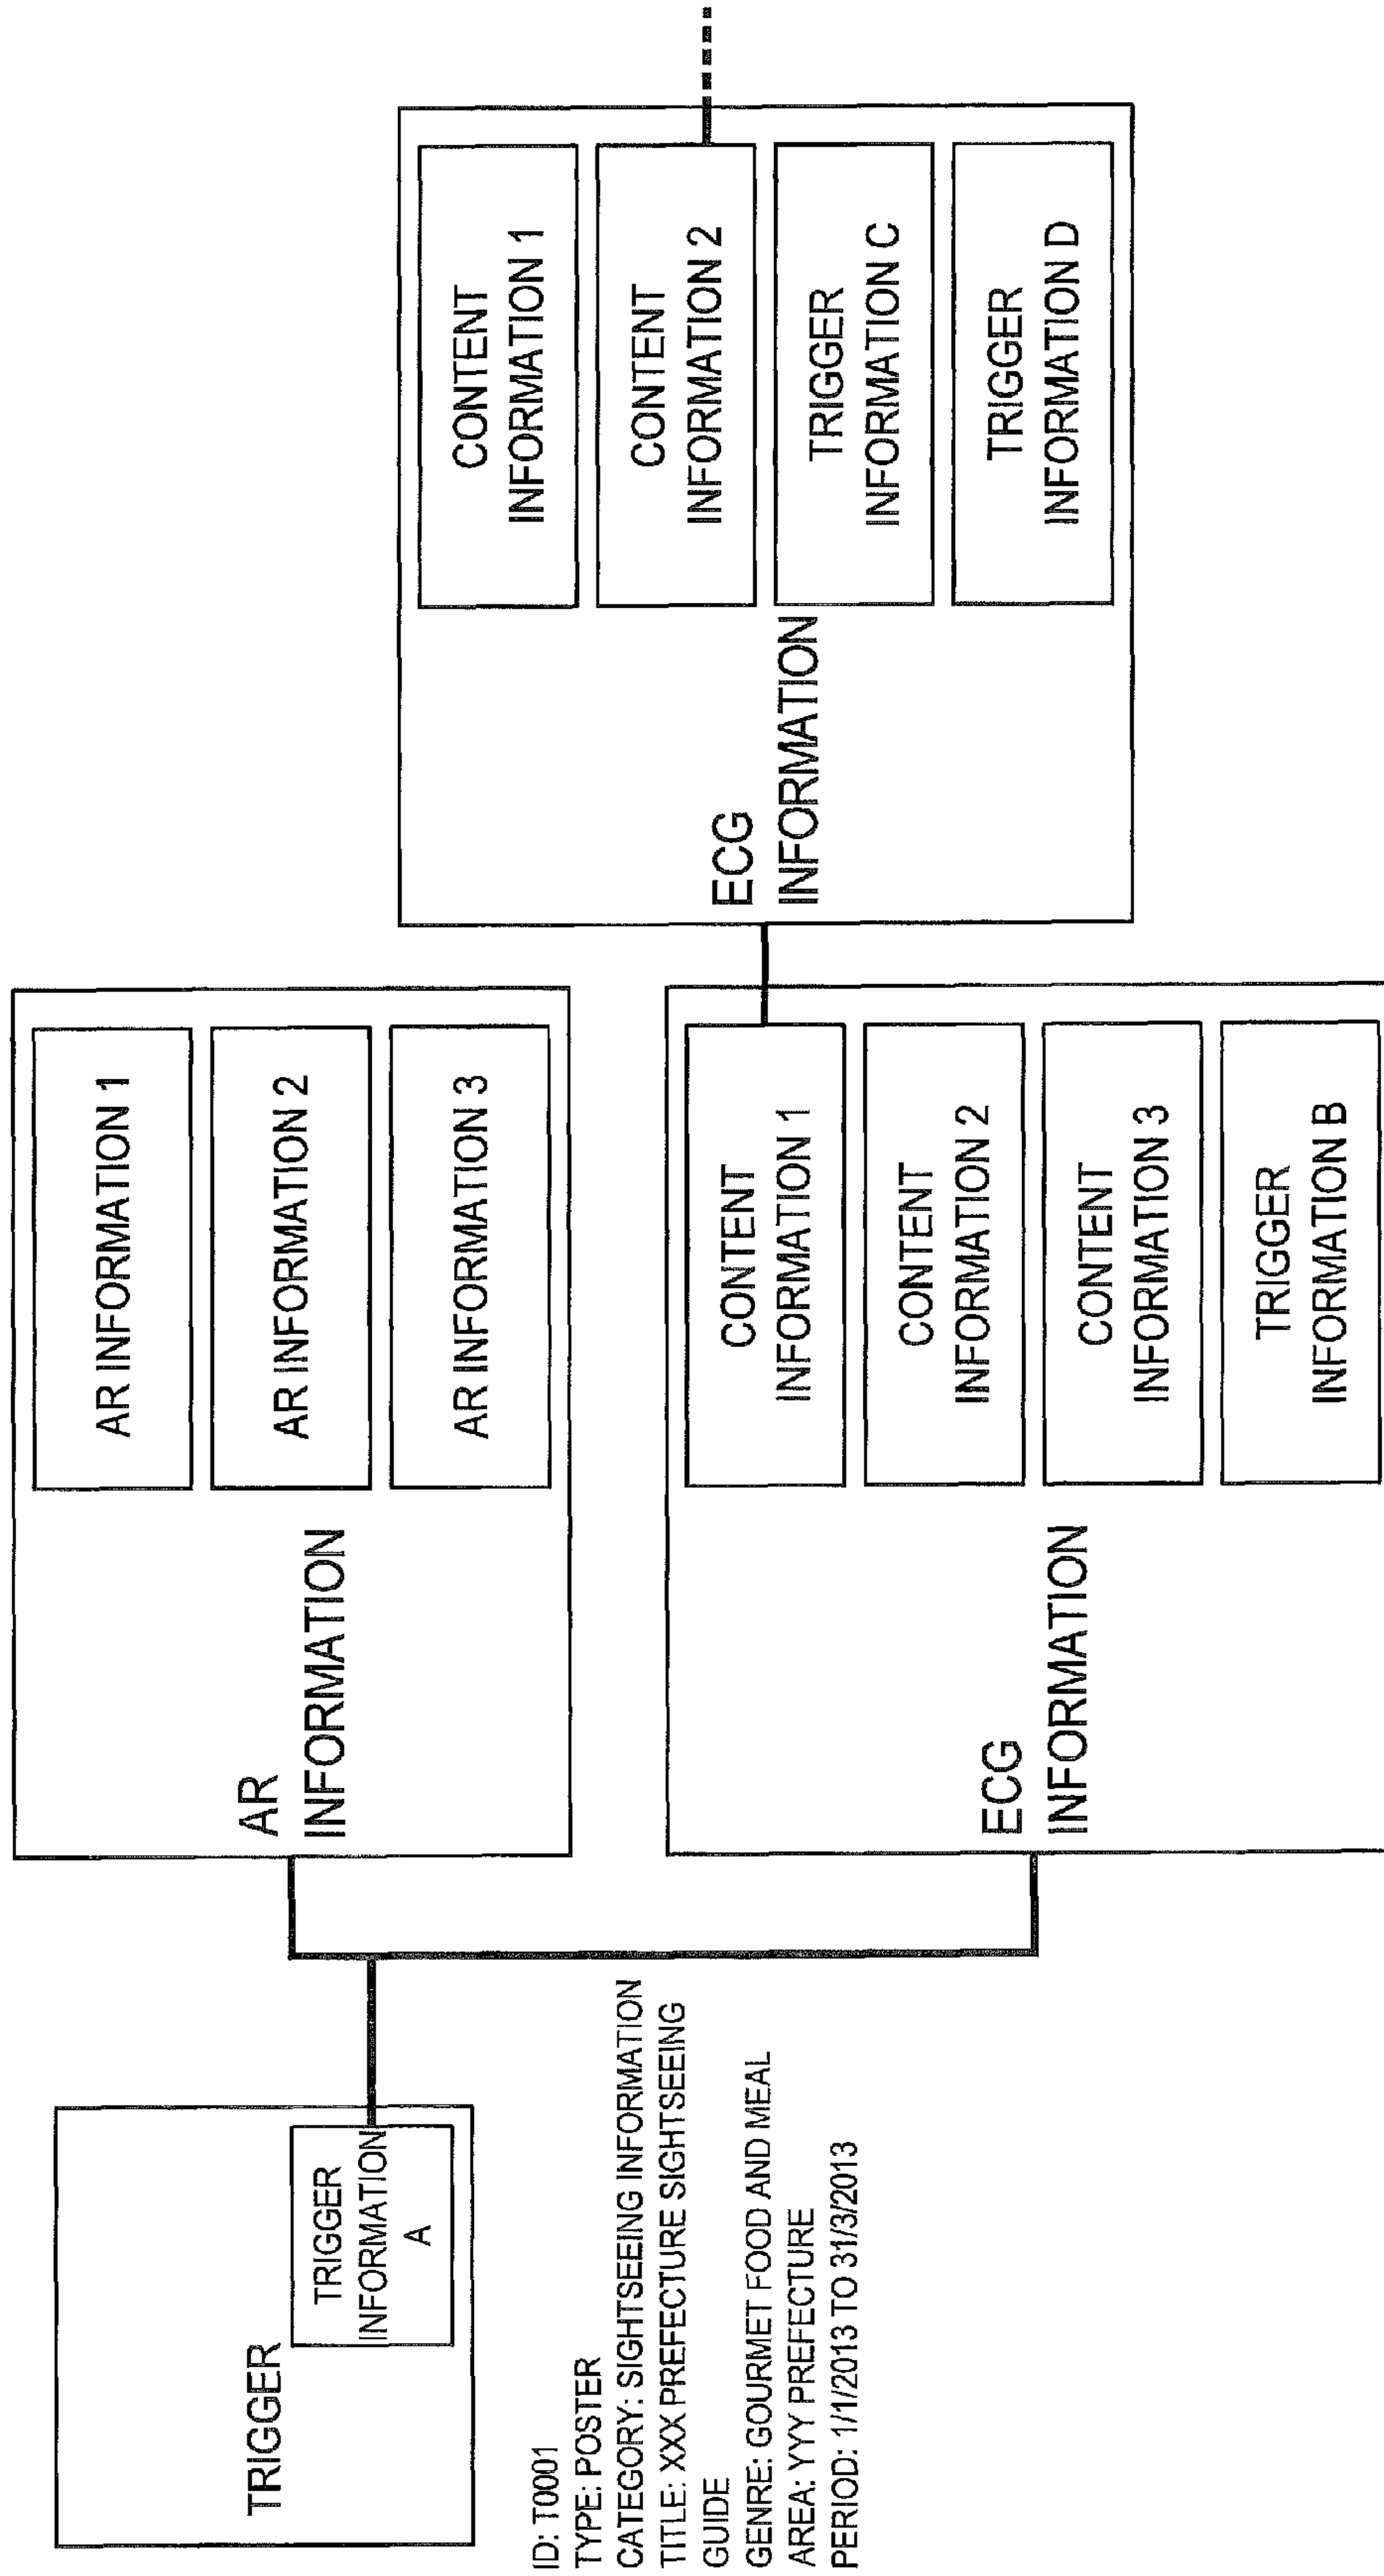 TRIGGER
TRIGGER
INFORMATION
A
ID: T0001
TYPE: POSTER
CATEGORY: SIGHTSEEING INFORMATION
TITLE: XXX PREFECTURE SIGHTSEEING
GUIDE
GENRE: GOURMET FOOD AND MEAL
AREA: YYY PREFECTURE
PERIOD: 1/1/2013 TO 31/3/2013
AR
INFORMATION
AR INFORMATION 1
AR INFORMATION 2
AR INFORMATION 3
ECG
INFORMATION
CONTENT
INFORMATION 1
CONTENT
INFORMATION 2
CONTENT
INFORMATION 3
TRIGGER
INFORMATION B
ECG
INFORMATION
CONTENT
INFORMATION 1
CONTENT
INFORMATION 2
TRIGGER
INFORMATION C
TRIGGER
INFORMATION D